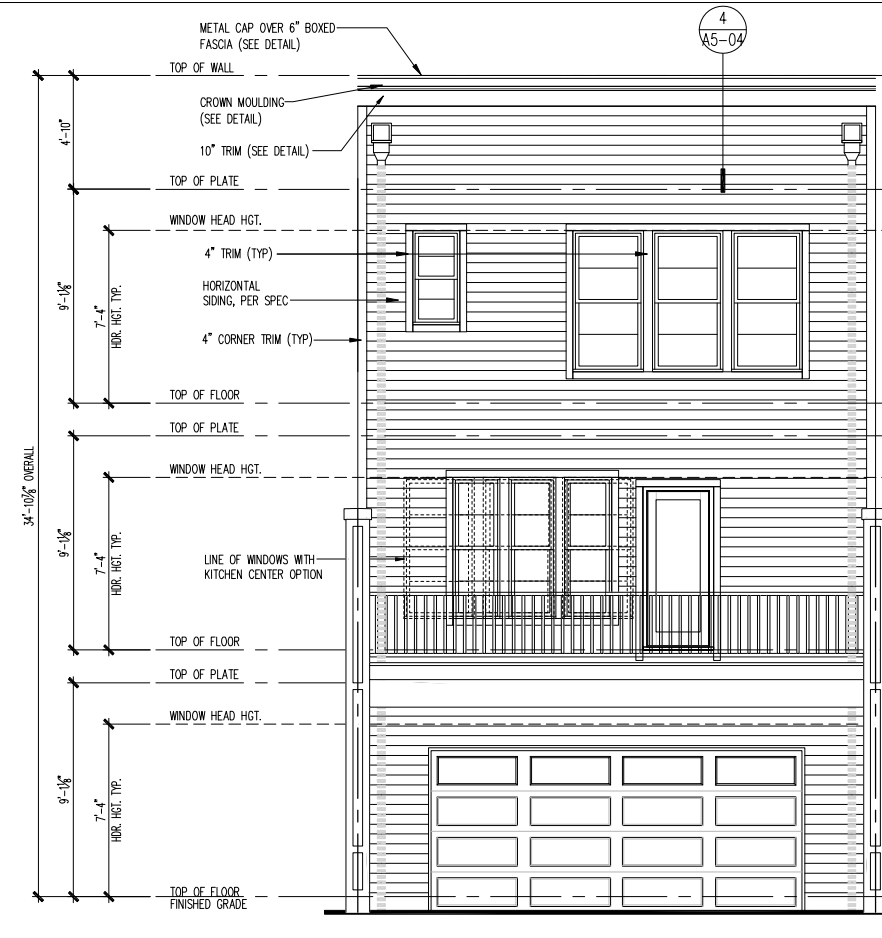 METAL CAP OVER 6" BOXED
FASCIA (SEE DETAIL)
4
A5-04
TOP OF WALL
CROWN MOULDING
(SEE DETAIL)
4'-10"
10" TRIM (SEE DETAIL)
TOP OF PLATE
WINDOW HEAD HGT.
4" TRIM (TYP)
HORIZONTAL
SIDING, PER SPEC
9'-1⅛"
7'-4"
HDR. HGT. TYP.
4" CORNER TRIM (TYP)
TOP OF FLOOR
TOP OF PLATE
WINDOW HEAD HGT.
34'-10⅞" OVERALL
9'-1⅛"
7'-4"
HDR. HGT. TYP.
LINE OF WINDOWS WITH
KITCHEN CENTER OPTION
TOP OF FLOOR
TOP OF PLATE
WINDOW HEAD HGT.
9'-1⅛"
7'-4"
HDR. HGT. TYP.
TOP OF FLOOR
FINISHED GRADE